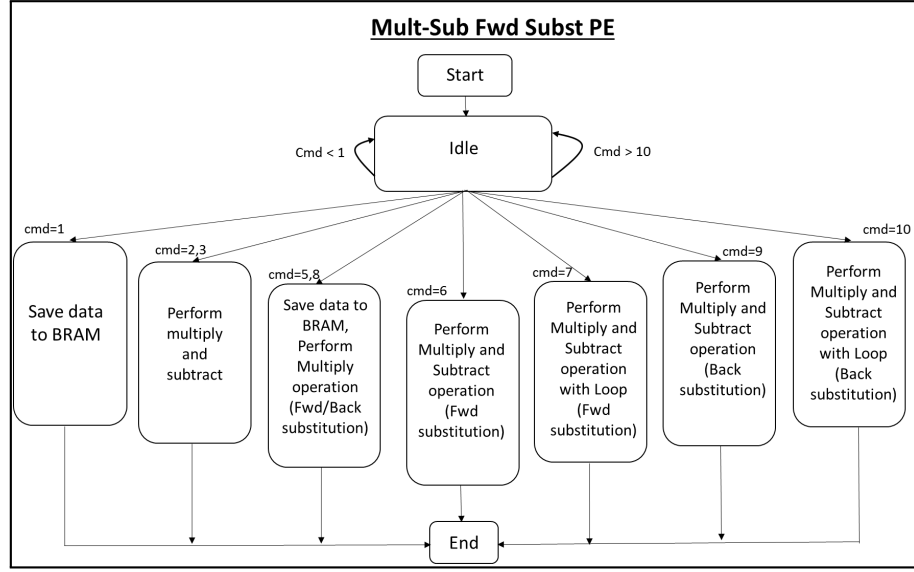 Mult-Sub Fwd Subst PE
Start
Idle
Cmd < 1
Cmd > 10
cmd=1
cmd=2,3
cmd=5,8
cmd=6
cmd=7
cmd=9
cmd=10
Save data
to BRAM
Perform
multiply
and
subtract
Save data to
BRAM,
Perform
Multiply
operation
(Fwd/Back
substitution)
Perform
Multiply and
Subtract
operation
(Fwd
substitution)
Perform
Multiply and
Subtract
operation
with Loop
(Fwd
substitution)
Perform
Multiply and
Subtract
operation
(Back
substitution)
Perform
Multiply and
Subtract
operation
with Loop
(Back
substitution)
End